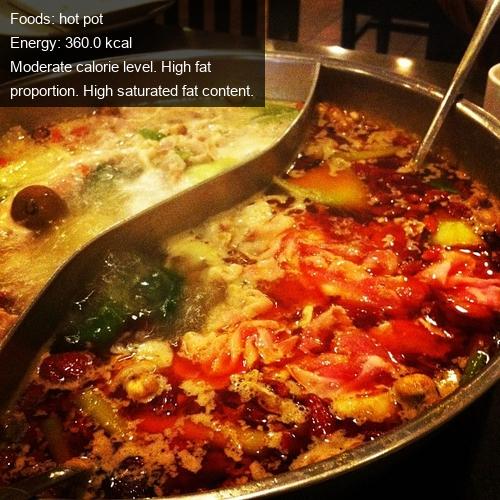 Foods: hot pot
Energy: 360.0 kcal
Moderate calorie level. High fat
proportion. High saturated fat content.